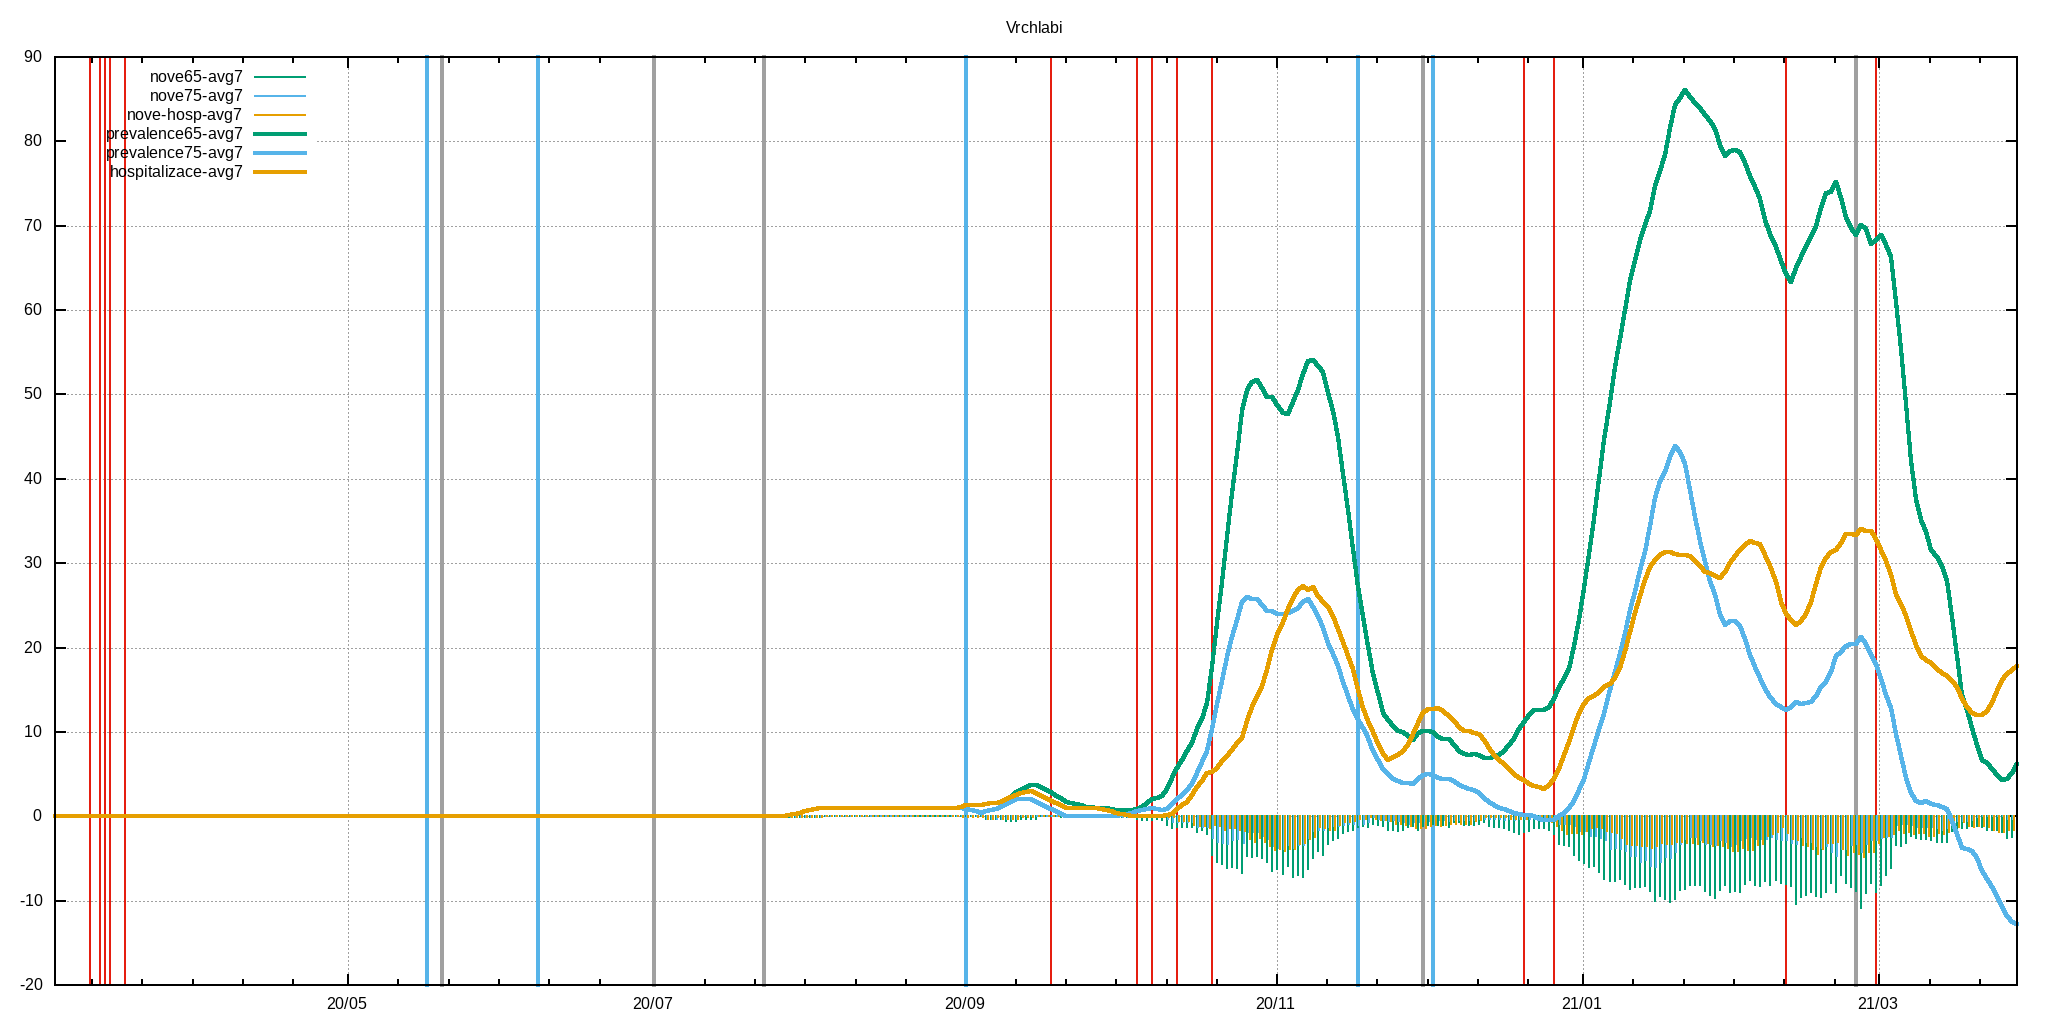 Vrchlabi
90
80
70
60
50
40
30
20
10
0
-10
-20
nove65-avg7
nove75-avg7
nove-hosp-avg7
prevalence65-avg7
prevalence75-avg7
hospitalizace-avg7
20/05 20/07 20/09 20/11 21/01 21/03